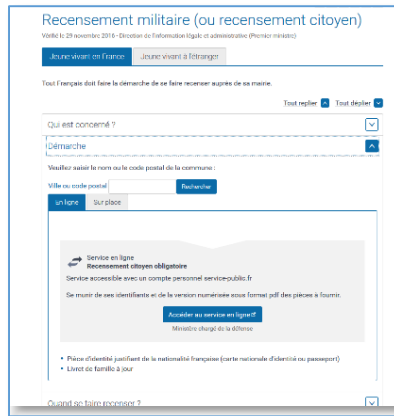 Recensement militaire (ou recensement citoyen)
Vérifié le 29 novembre 2016 - Direction de l'information légale et administrative (Premier ministre)
Jeune vivant en France
Jeune vivant à l'étranger
Tout Français doit faire la démarche de se faire recenser auprès de sa mairie.
Tout replier
Tout déplier
Qui est concerné ?
Démarche
Veuillez saisir le nom ou le code postal de la commune :
Ville ou code postal
Rechercher
En ligne
Sur place
Service en ligne
Recensement citoyen obligatoire
Service accessible avec un compte personnel service-public.fr
Se munir de ses identifiants et de la version numérisée sous format pdf des pièces à fournir.
Accéder au service en ligne
Ministère chargé de la défense
• Pièce d'identité justifiant de la nationalité française (carte nationale d'identité ou passeport)
• Livret de famille à jour
Quand se faire recenser ?